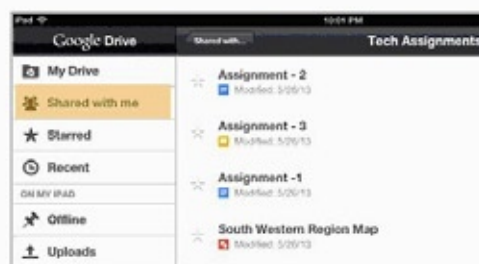 iPad
10:01 PM
Google Drive
Shared with...
Tech Assignments
My Drive
Shared with me
Starred
Recent
ON MY IPAD
Offline
Uploads
Assignment - 2
Modified: 5/26/13
Assignment - 3
Modified: 5/26/13
Assignment -1
Modified: 5/26/13
South Western Region Map
Modified: 5/26/13